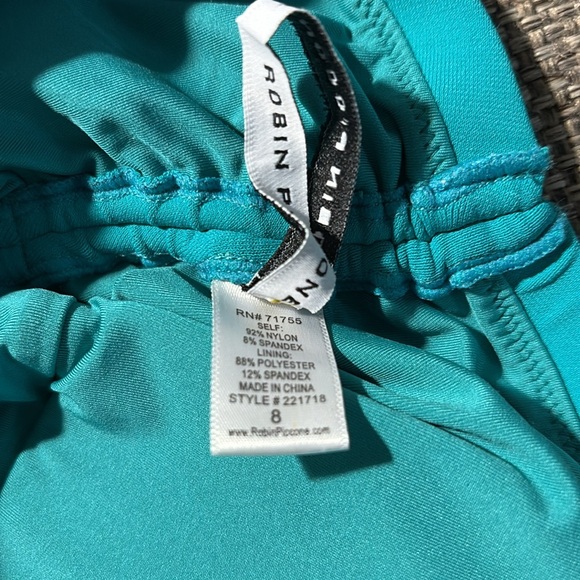 ROBIN P
ONE
RN# 71755
SELF:
92% NYLON
8% SPANDEX
LINING:
88% POLYESTER
12% SPANDEX
MADE IN CHINA
STYLE # 221718
8
www.RobinPiccone.com